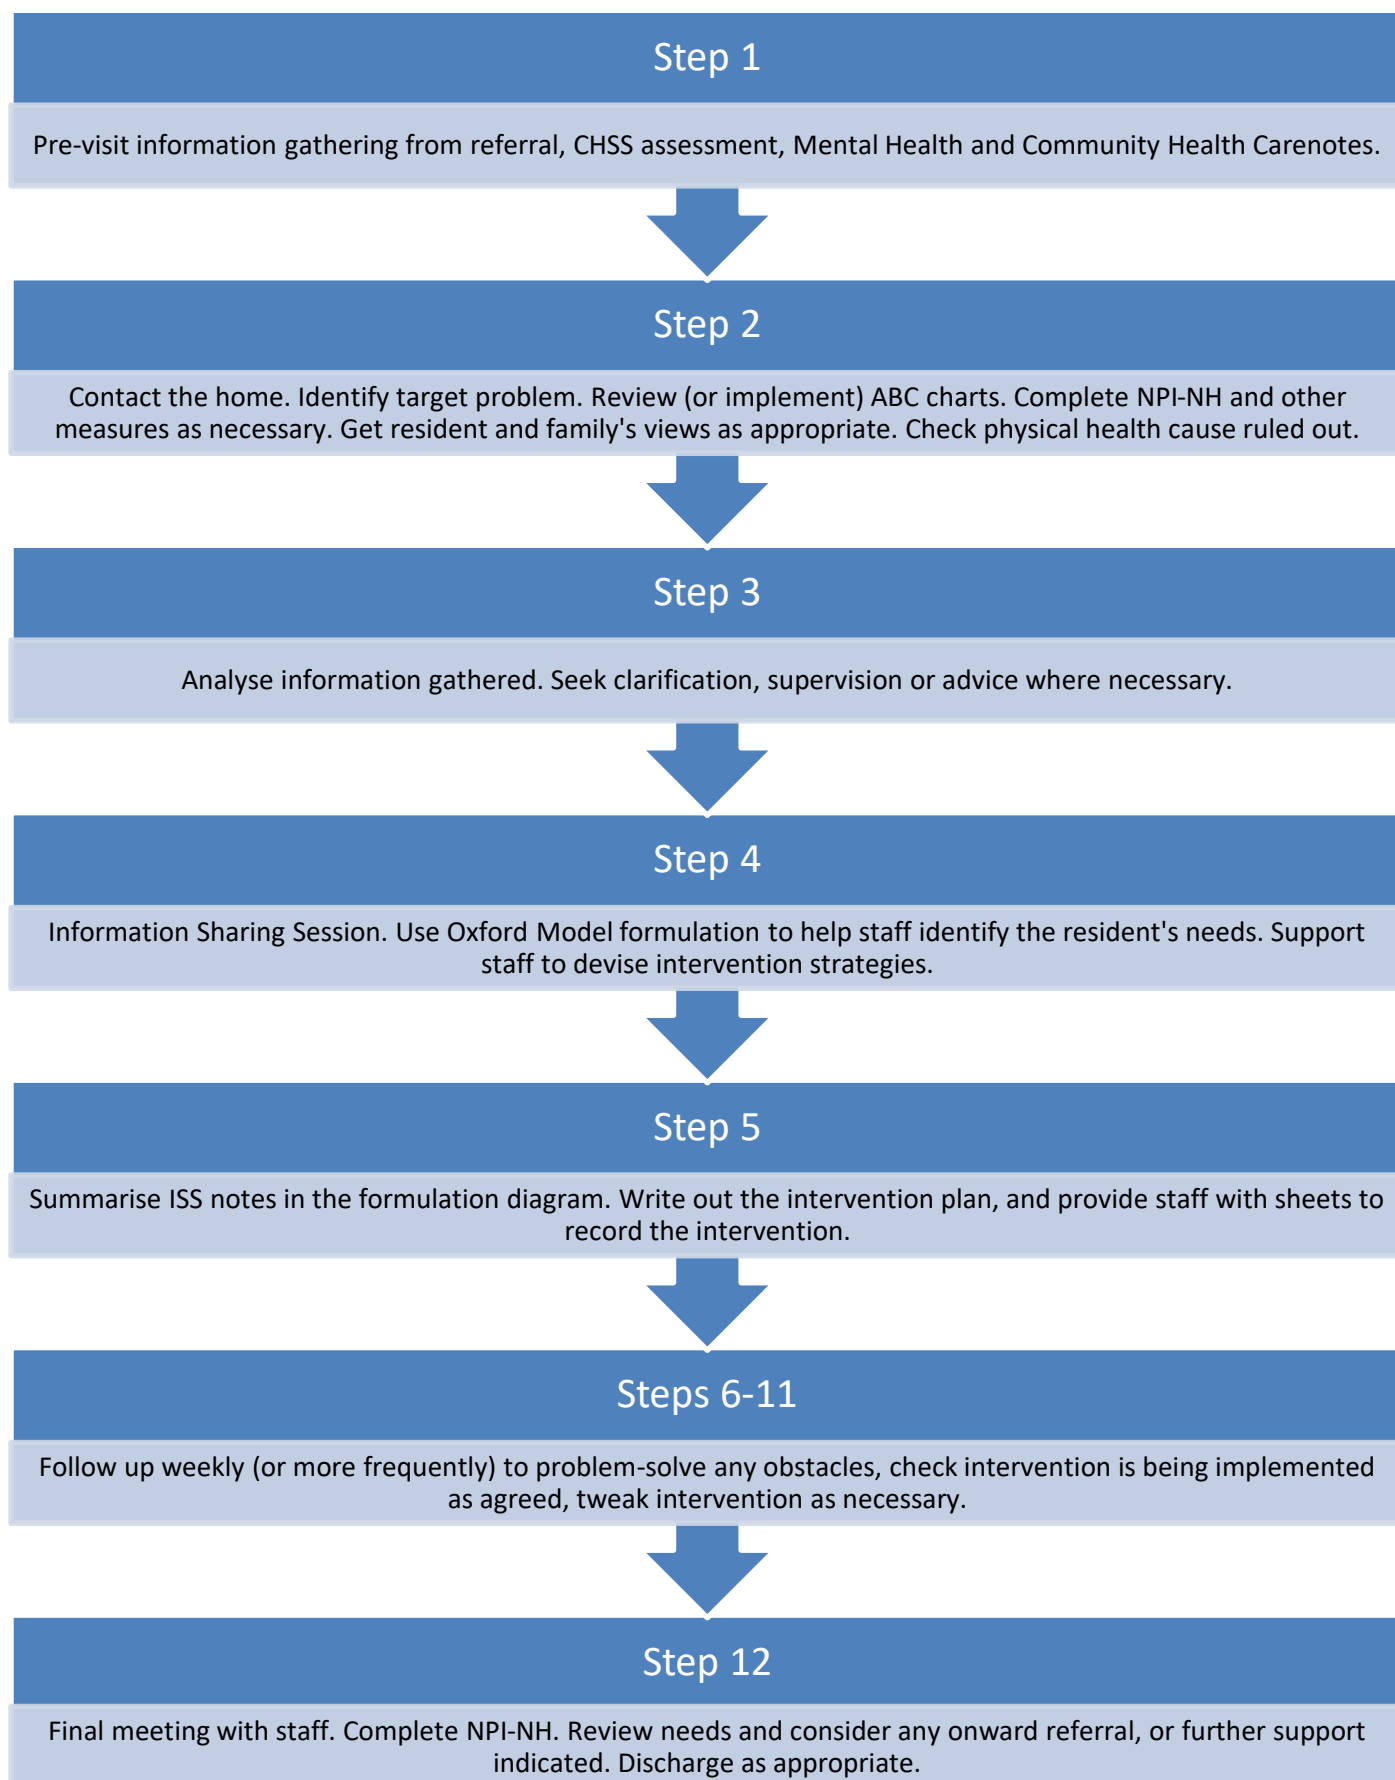 Step 1
Pre-visit information gathering from referral, CHSS assessment, Mental Health and Community Health Carenotes.
Step 2
Contact the home. Identify target problem. Review (or implement) ABC charts. Complete NPI-NH and other
measures as necessary. Get resident and family's views as appropriate. Check physical health cause ruled out.
Step 3
Analyse information gathered. Seek clarification, supervision or advice where necessary.
Step 4
Information Sharing Session. Use Oxford Model formulation to help staff identify the resident's needs. Support
staff to devise intervention strategies.
Step 5
Summarise ISS notes in the formulation diagram. Write out the intervention plan, and provide staff with sheets to
record the intervention.
Steps 6-11
Follow up weekly (or more frequently) to problem-solve any obstacles, check intervention is being implemented
as agreed, tweak intervention as necessary.
Step 12
Final meeting with staff. Complete NPI-NH. Review needs and consider any onward referral, or further support
indicated. Discharge as appropriate.